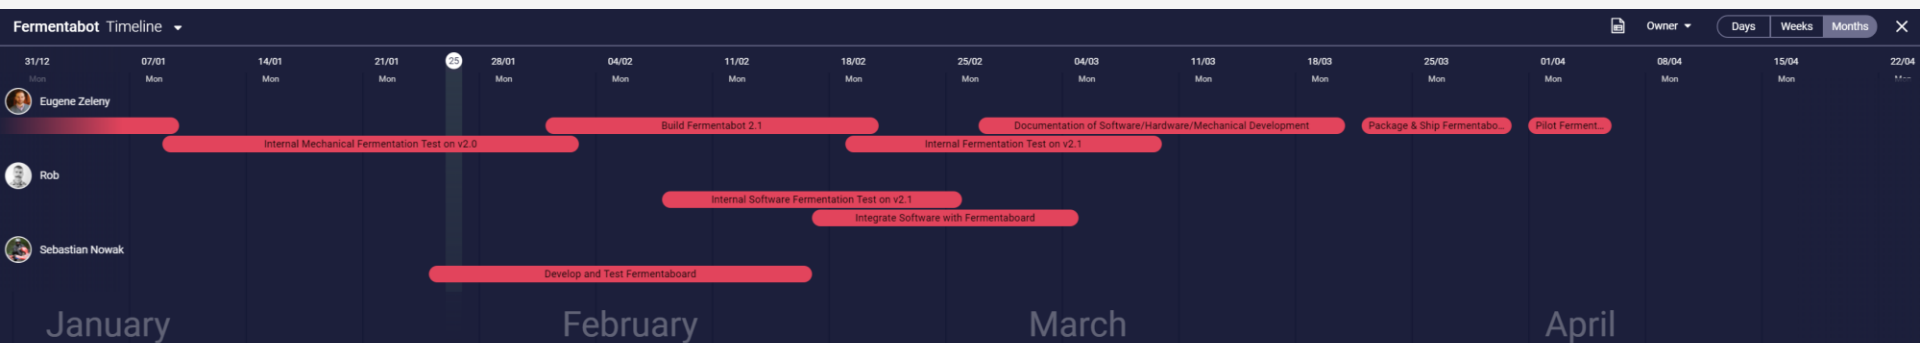 Fermentabot Timeline
Owner Days Weeks Months
31/12 07/01 14/01 21/01 25 28/01 04/02 11/02 18/02 25/02 04/03 11/03 18/03 25/03 01/04 08/04 15/04 22/04
Mon Mon Mon Mon Mon Mon Mon Mon Mon Mon Mon Mon Mon Mon Mon Mon
Eugene Zeleny
Build Fermentabot 2.1 Documentation of Software/Hardware/Mechanical Development Package & Ship Fermentabo... Pilot Ferment...
Internal Mechanical Fermentation Test on v2.0 Internal Fermentation Test on v2.1
Rob
Internal Software Fermentation Test on v2.1
Integrate Software with Fermentaboard
Sebastian Nowak
Develop and Test Fermentaboard
January February March April